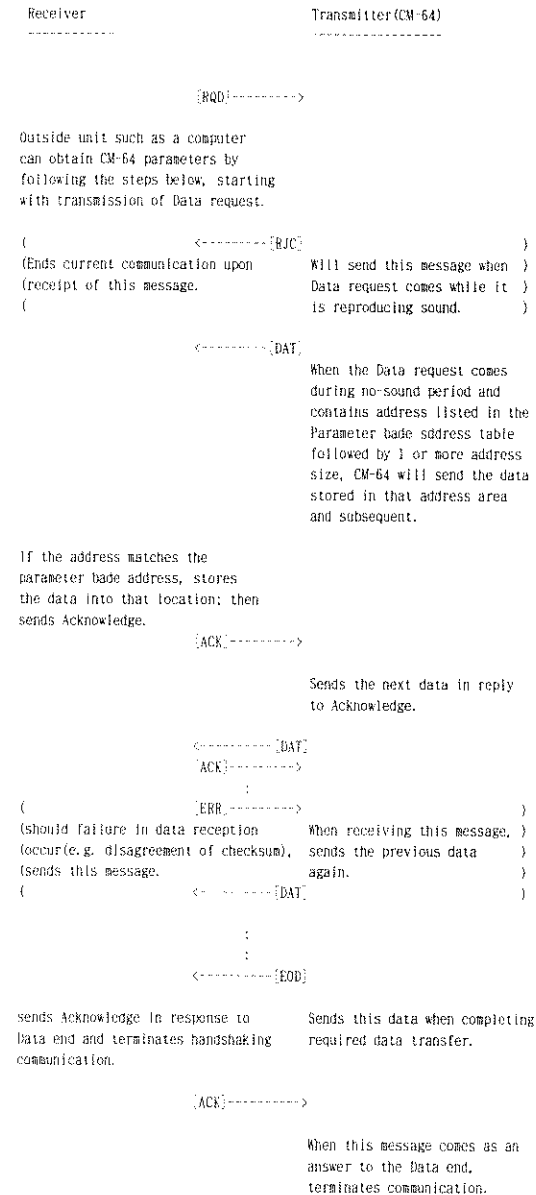 Receiver                    Transmitter(CM-64)
-------------               ------------------
[RQD]---------->
Outside unit such as a computer
can obtain CM-64 parameters by
following the steps below, starting
with transmission of Data request.
(                    <---------[RJC]                    )
(Ends current communication upon    Will send this message when )
(receipt of this message.    Data request comes while it )
(                    is reproducing sound.    )
<----------[DAT]
When the Data request comes
during no-sound period and
contains address listed in the
Parameter bade sddress table
followed by 1 or more address
size, CM-64 will send the data
stored in that address area
and subsequent.
If the address matches the
parameter bade address, stores
the data into that location; then
sends Acknowledge.
[ACK]---------->
Sends the next data in reply
to Acknowledge.
<-----------[DAT]
[ACK]---------->
:
(                    [ERR]---------->                    )
(should failure in data reception    When receiving this message, )
(occur(e.g. disagreement of checksum),    sends the previous data )
(sends this message.    again. )
(                    <----------[DAT]                    )
:
:
<-----------[EOD]
sends Acknowledge in response to    Sends this data when completing
Data end and terminates handshaking    required data transfer.
communication.
[ACK]----------->
When this message comes as an
answer to the Data end,
terminates communication.